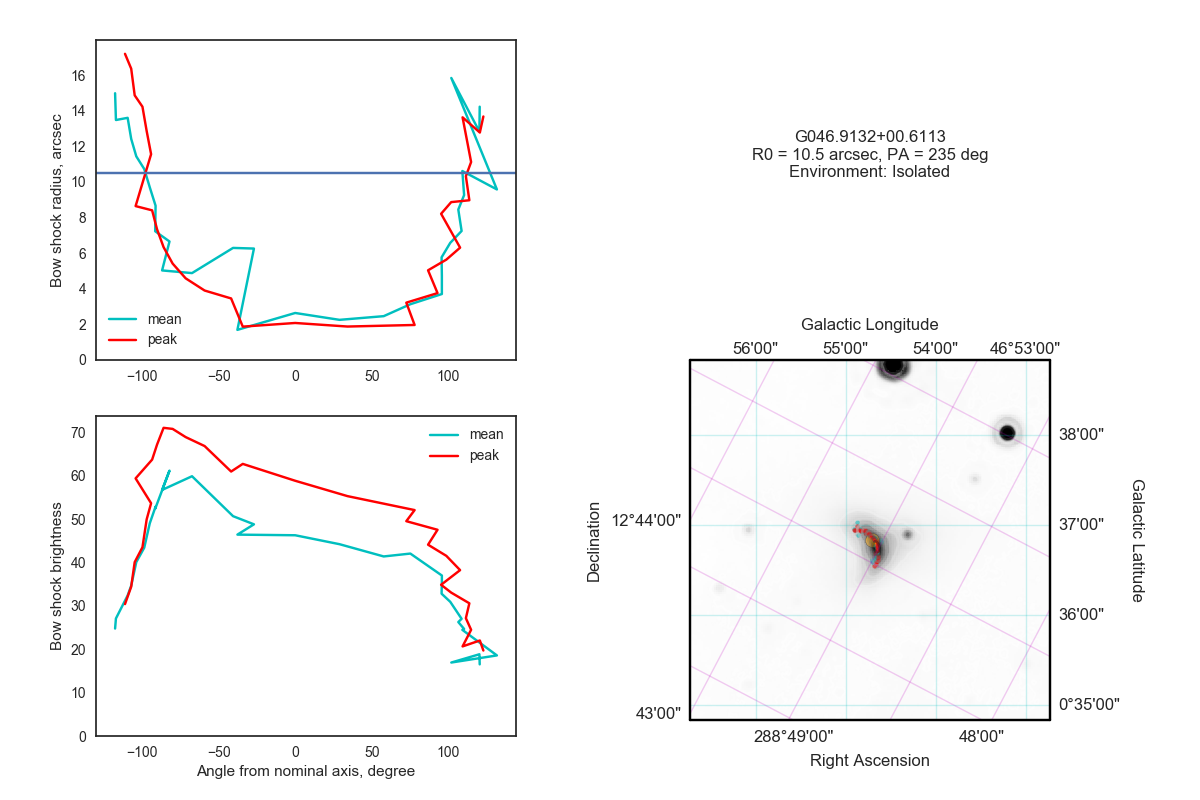 Bow shock radius, arcsec
16
14
12
10
8
6
4
2
0
mean
peak
−100
−50
0
50
100
Bow shock brightness
70
60
50
40
30
20
10
0
mean
peak
−100
−50
0
50
100
Angle from nominal axis, degree
G046.9132+00.6113
R0 = 10.5 arcsec, PA = 235 deg
Environment: Isolated
Galactic Longitude
56'00"
55'00"
54'00"
46°53'00"
Declination
12°44'00"
43'00"
38'00"
37'00"
36'00"
0°35'00"
Galactic Latitude
288°49'00"
48'00"
Right Ascension